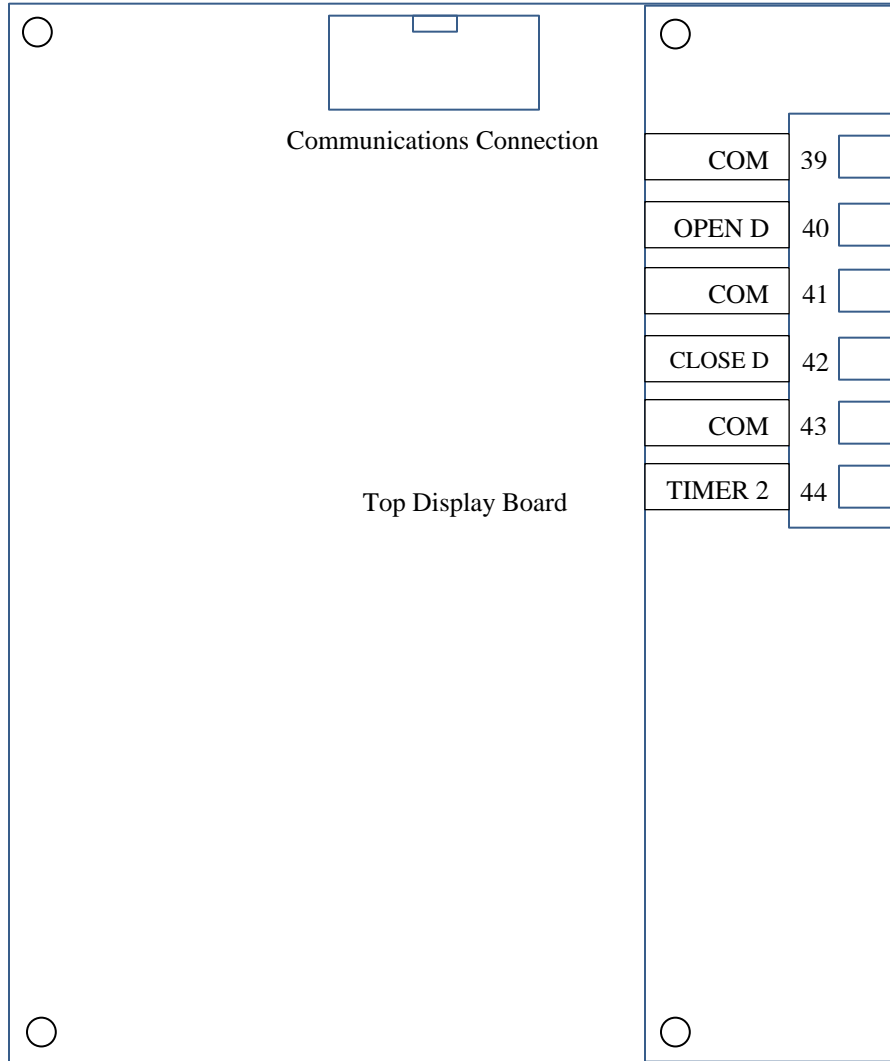 Communications Connection
COM 39
OPEN D 40
COM 41
CLOSE D 42
COM 43
TIMER 2 44
Top Display Board